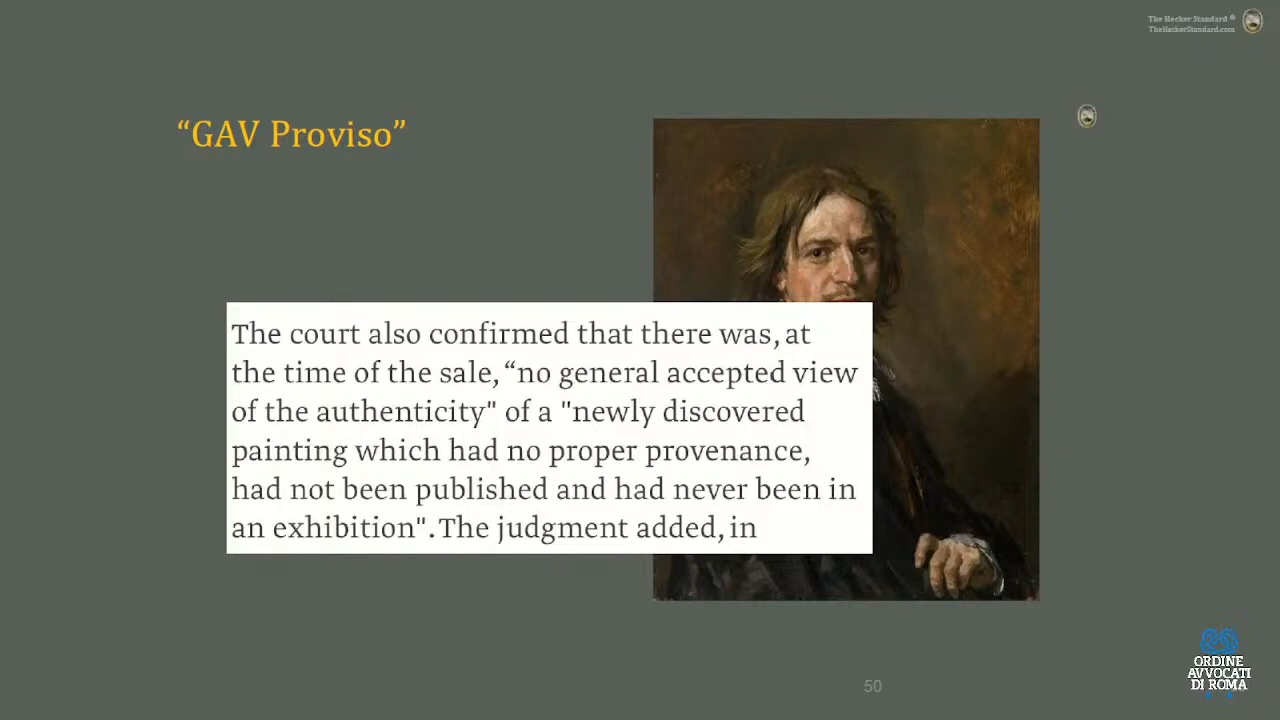 The Hecker Standard ®
TheHeckerStandard.com
“GAV Proviso”
The court also confirmed that there was, at
the time of the sale, “no general accepted view
of the authenticity" of a "newly discovered
painting which had no proper provenance,
had not been published and had never been in
an exhibition". The judgment added, in
50
ORDINE
AVVOCATI
DI ROMA